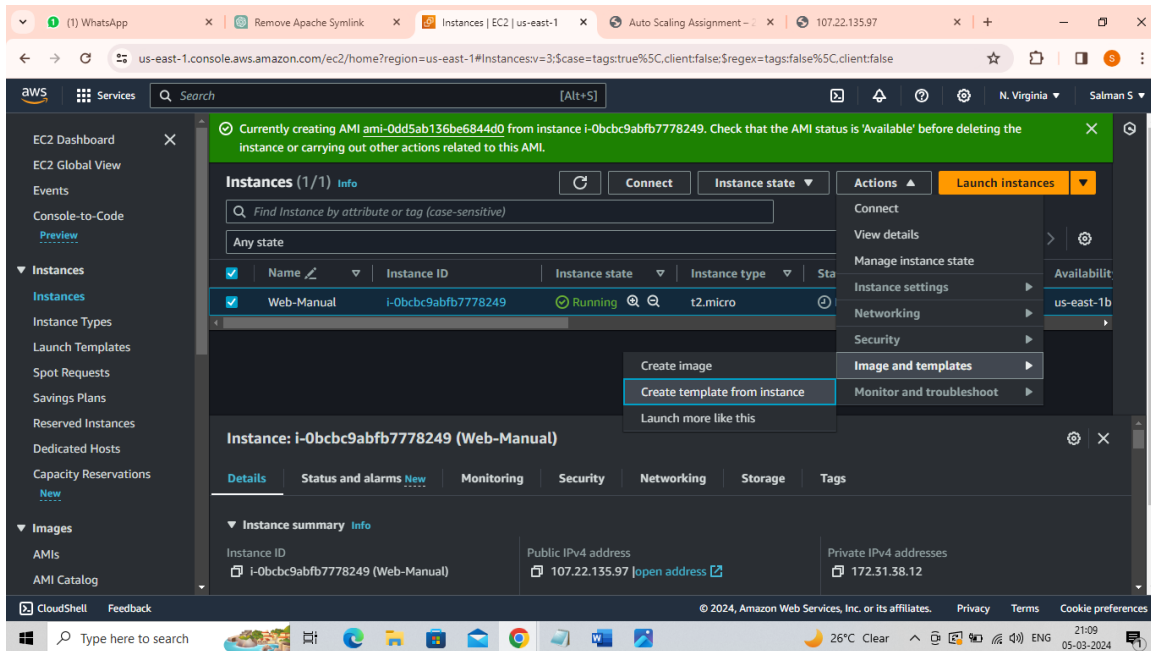 (1) WhatsApp
Remove Apache Symlink
Instances | EC2 | us-east-1
Auto Scaling Assignment –
107.22.135.97
us-east-1.console.aws.amazon.com/ec2/home?region=us-east-1#Instances:v=3;$case=tags:true%5C,client:false;$regex=tags:false%5C,client:false
S
aws
Services
Search
[Alt+S]
N. Virginia
Salman S
EC2 Dashboard
EC2 Global View
Events
Console-to-Code
Preview
Instances
Instances
Instance Types
Launch Templates
Spot Requests
Savings Plans
Reserved Instances
Dedicated Hosts
Capacity Reservations
New
Images
AMIs
AMI Catalog
Currently creating AMI ami-0dd5ab136be6844d0 from instance i-0bcbc9abfb7778249. Check that the AMI status is 'Available' before deleting the
instance or carrying out other actions related to this AMI.
Instances (1/1) Info
Connect
Instance state
Actions
Launch instances
Find Instance by attribute or tag (case-sensitive)
Any state
Name
Instance ID
Instance state
Instance type
Sta
Availabilit
Web-Manual
i-0bcbc9abfb7778249
Running
t2.micro
us-east-1b
Connect
View details
Manage instance state
Instance settings
Networking
Security
Image and templates
Monitor and troubleshoot
Create image
Create template from instance
Launch more like this
Instance: i-0bcbc9abfb7778249 (Web-Manual)
Details
Status and alarms New
Monitoring
Security
Networking
Storage
Tags
Instance summary Info
Instance ID
i-0bcbc9abfb7778249 (Web-Manual)
Public IPv4 address
107.22.135.97 |open address
Private IPv4 addresses
172.31.38.12
CloudShell
Feedback
© 2024, Amazon Web Services, Inc. or its affiliates.
Privacy
Terms
Cookie preferences
Type here to search
26°C Clear
ENG
21:09
05-03-2024